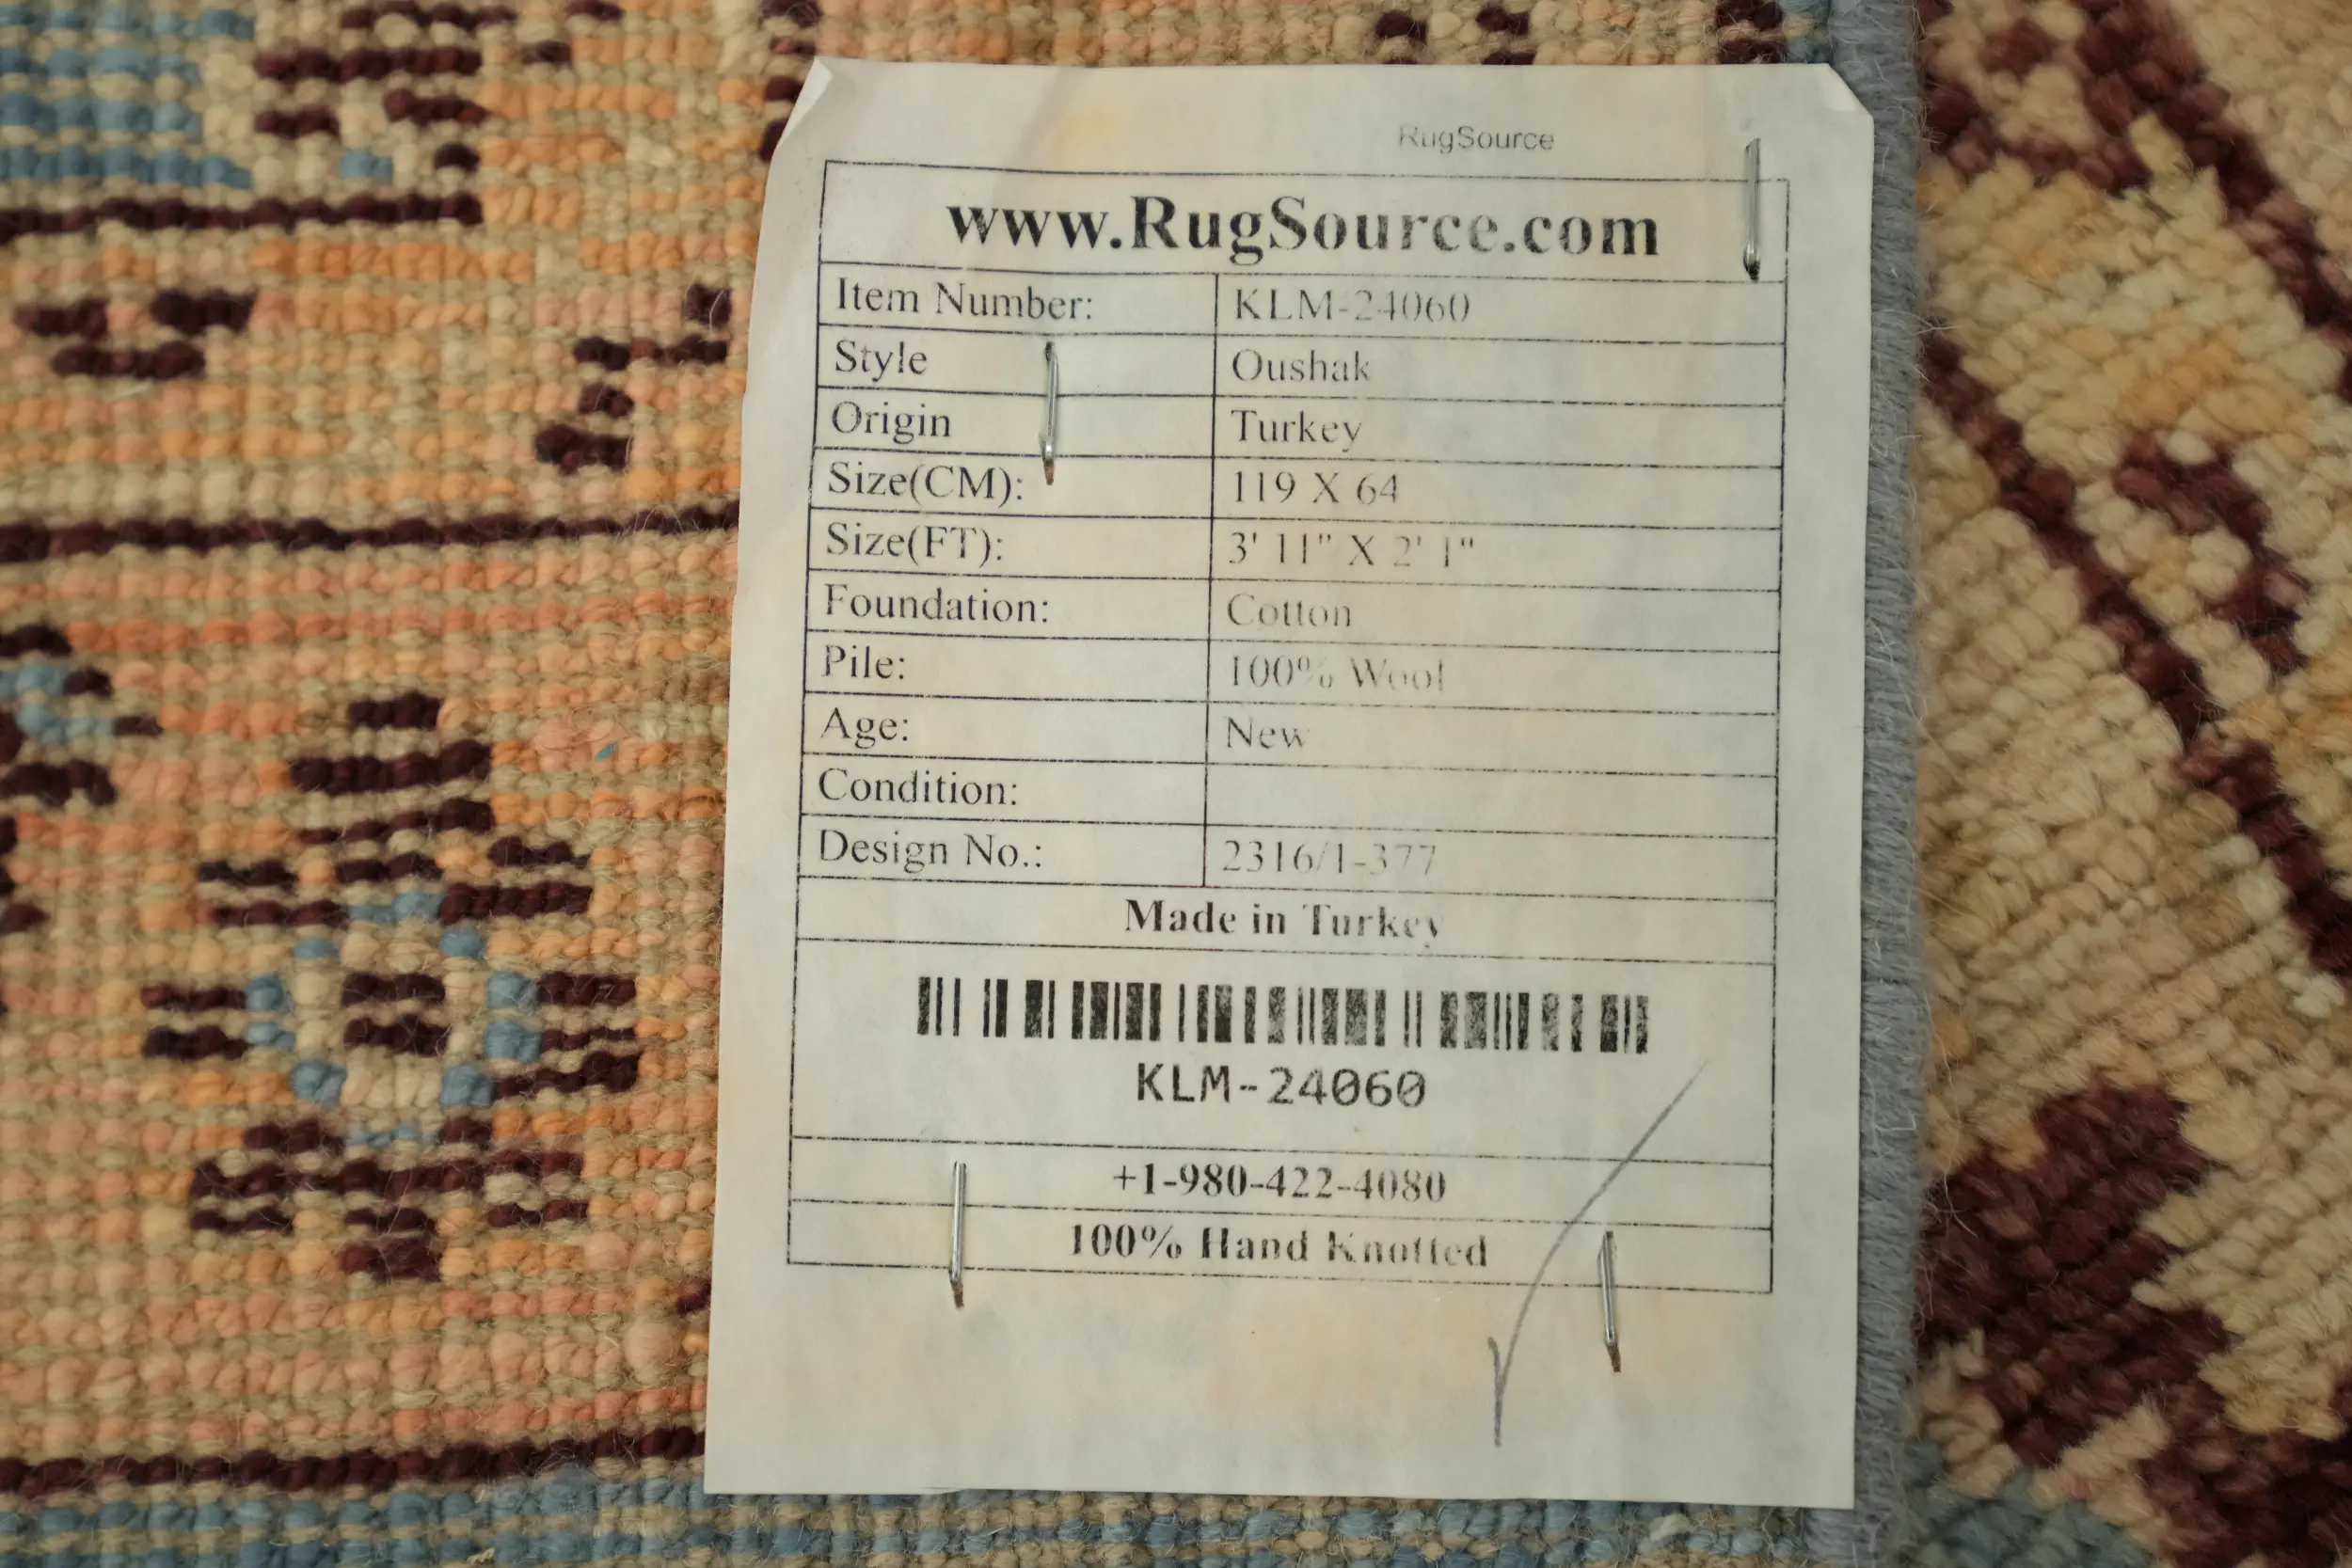 RugSource
www.RugSource.com
Item Number: KLM-24060
Style Oushak
Origin Turkey
Size(CM): 119 X 64
Size(FT): 3' 11" X 2' 1"
Foundation: Cotton
Pile: 100% Wool
Age: New
Condition:
Design No.: 2316/1-377
Made in Turkey
KLM-24060
+1-980-422-4080
100% Hand Knotted